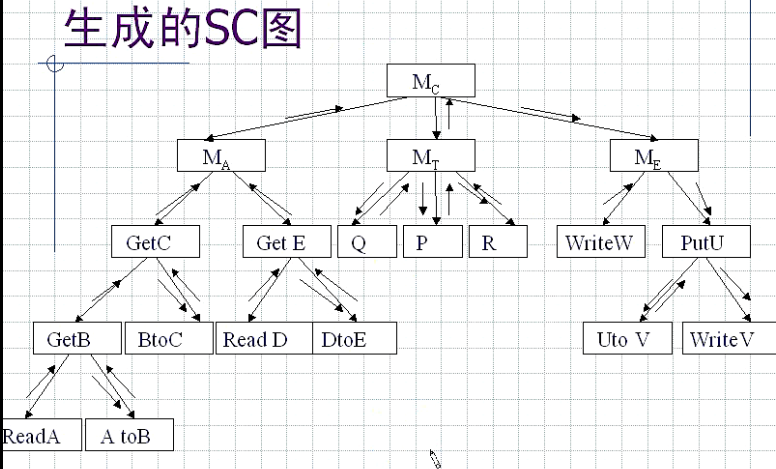 生成的SC图
M_C
M_A M_T M_E
GetC Get E Q P R WriteW PutU
GetB BtoC Read D DtoE Uto V WriteV
ReadA A toB